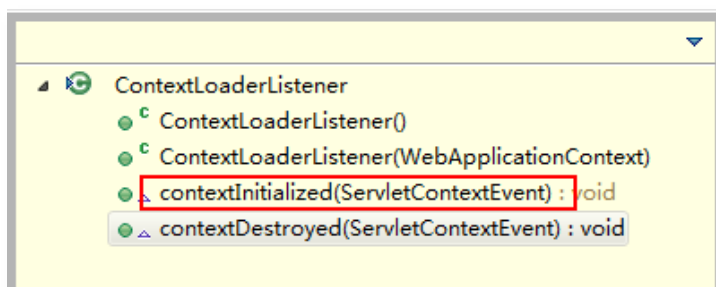 ContextLoaderListener
C ContextLoaderListener()
C ContextLoaderListener(WebApplicationContext)
contextInitialized(ServletContextEvent) : void
contextDestroyed(ServletContextEvent) : void